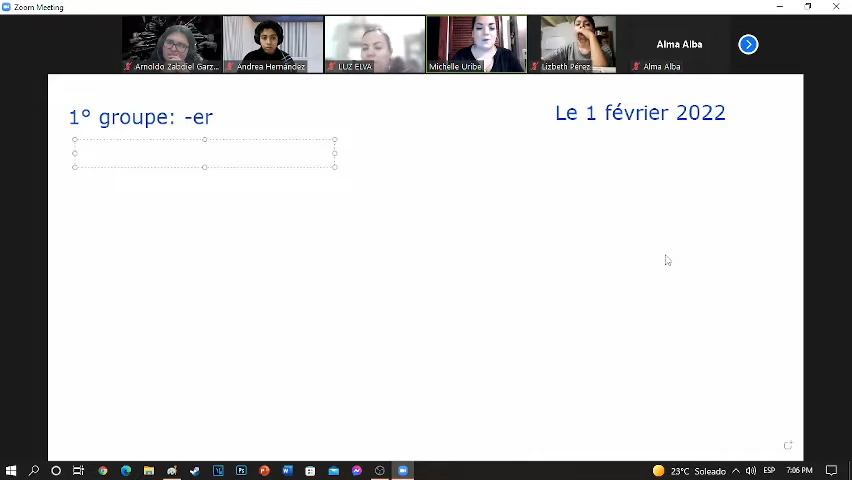 Zoom Meeting
Arnoldo Zabdiel Garz...
Andrea Hernández
LUZ ELVA
Michelle Uribe
Lizbeth Pérez
Alma Alba
Alma Alba
1° groupe: -er
Le 1 février 2022
23°C Soleado
ESP
7:06 PM